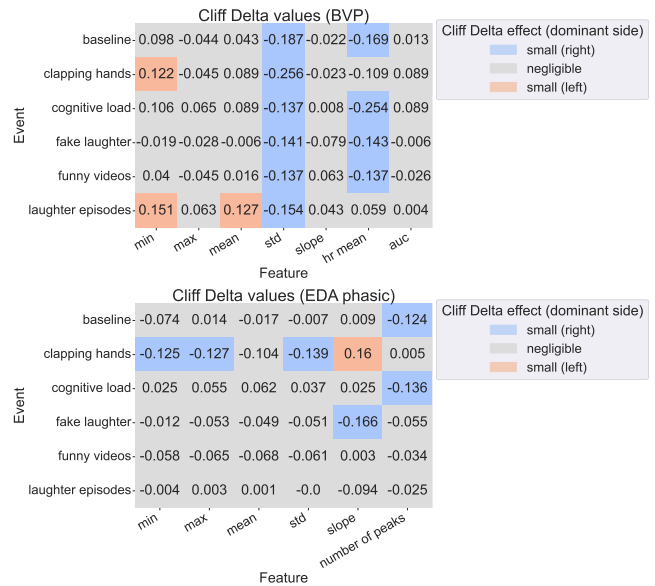 Cliff Delta values (BVP)
Cliff Delta effect (dominant side)
small (right)
negligible
small (left)
Event
baseline 0.098 -0.044 0.043 -0.187 -0.022 -0.169 0.013
clapping hands 0.122 -0.045 0.089 -0.256 -0.023 -0.109 0.089
cognitive load 0.106 0.065 0.089 -0.137 0.008 -0.254 0.089
fake laughter -0.019 -0.028 -0.006 -0.141 -0.079 -0.143 -0.006
funny videos 0.04 -0.045 0.016 -0.137 0.063 -0.137 -0.026
laughter episodes 0.151 0.063 0.127 -0.154 0.043 0.059 0.004
min max mean std slope hr mean auc
Feature
Cliff Delta values (EDA phasic)
Cliff Delta effect (dominant side)
small (right)
negligible
small (left)
Event
baseline -0.074 0.014 -0.017 -0.007 0.009 -0.124
clapping hands -0.125 -0.127 -0.104 -0.139 0.16 0.005
cognitive load 0.025 0.055 0.062 0.037 0.025 -0.136
fake laughter -0.012 -0.053 -0.049 -0.051 -0.166 -0.055
funny videos -0.058 -0.065 -0.068 -0.061 0.003 -0.034
laughter episodes -0.004 0.003 0.001 -0.0 -0.094 -0.025
min max mean std slope number of peaks
Feature